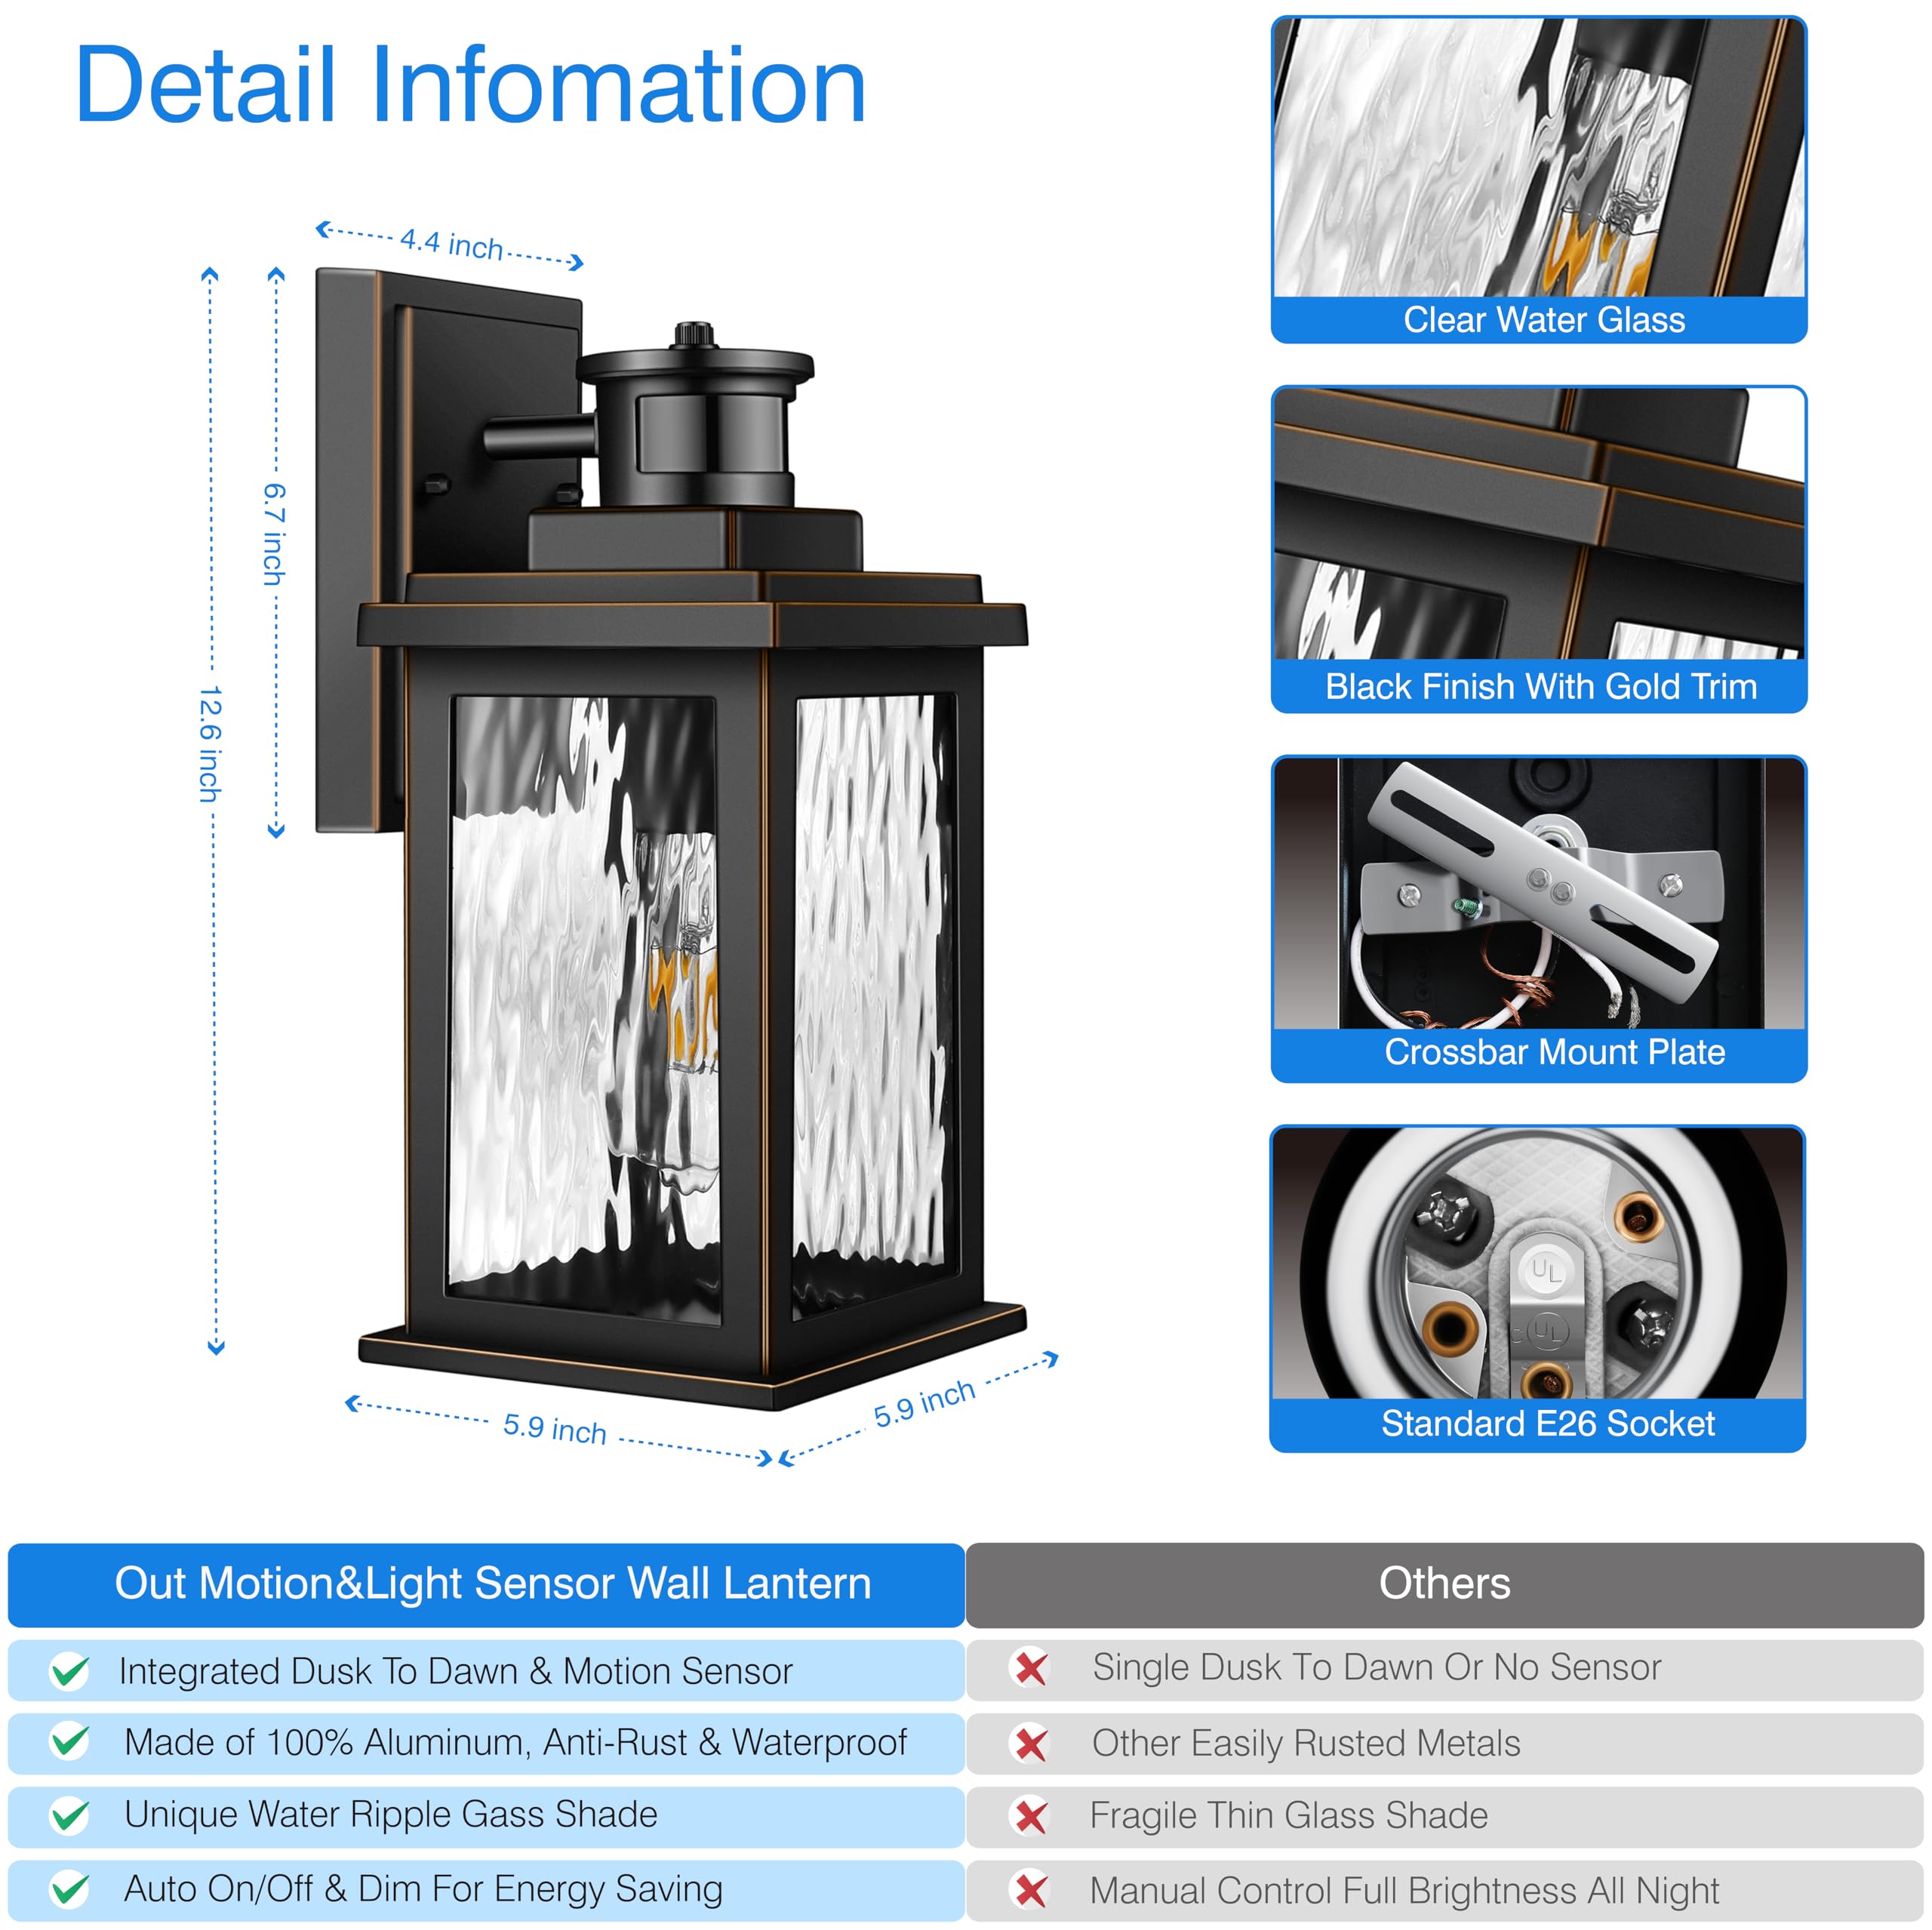 Detail Infomation
4.4 inch
6.7 inch
12.6 inch
5.9 inch
5.9 inch
Clear Water Glass
Black Finish With Gold Trim
Crossbar Mount Plate
UL
C UL
Standard E26 Socket
Out Motion&Light Sensor Wall Lantern
Others
Integrated Dusk To Dawn & Motion Sensor
Single Dusk To Dawn Or No Sensor
Made of 100% Aluminum, Anti-Rust & Waterproof
Other Easily Rusted Metals
Unique Water Ripple Gass Shade
Fragile Thin Glass Shade
Auto On/Off & Dim For Energy Saving
Manual Control Full Brightness All Night